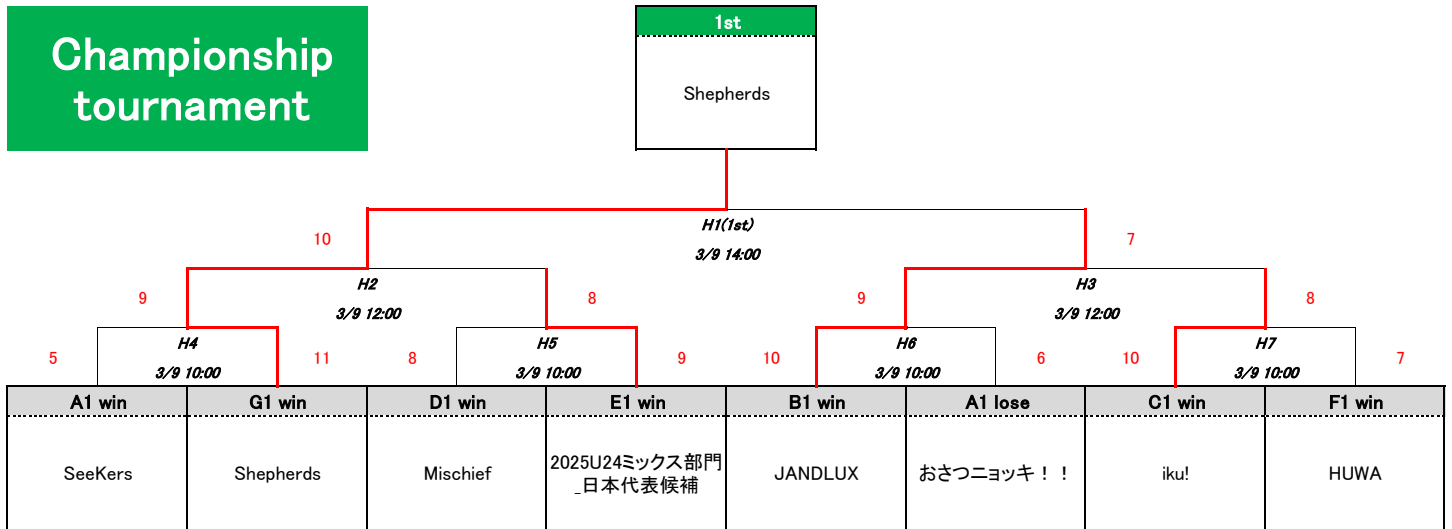 Championship
tournament
1st
Shepherds
H1(1st)
10
7
3/9 14:00
H2
H3
9
8
9
8
3/9 12:00
3/9 12:00
H4
H5
H6
H7
5
11
8
9
10
6
10
7
3/9 10:00
3/9 10:00
3/9 10:00
3/9 10:00
A1 win
G1 win
D1 win
E1 win
B1 win
A1 lose
C1 win
F1 win
SeeKers
Shepherds
Mischief
2025U24ミックス部門
_日本代表候補
JANDLUX
おさつニョッキ！！
iku!
HUWA